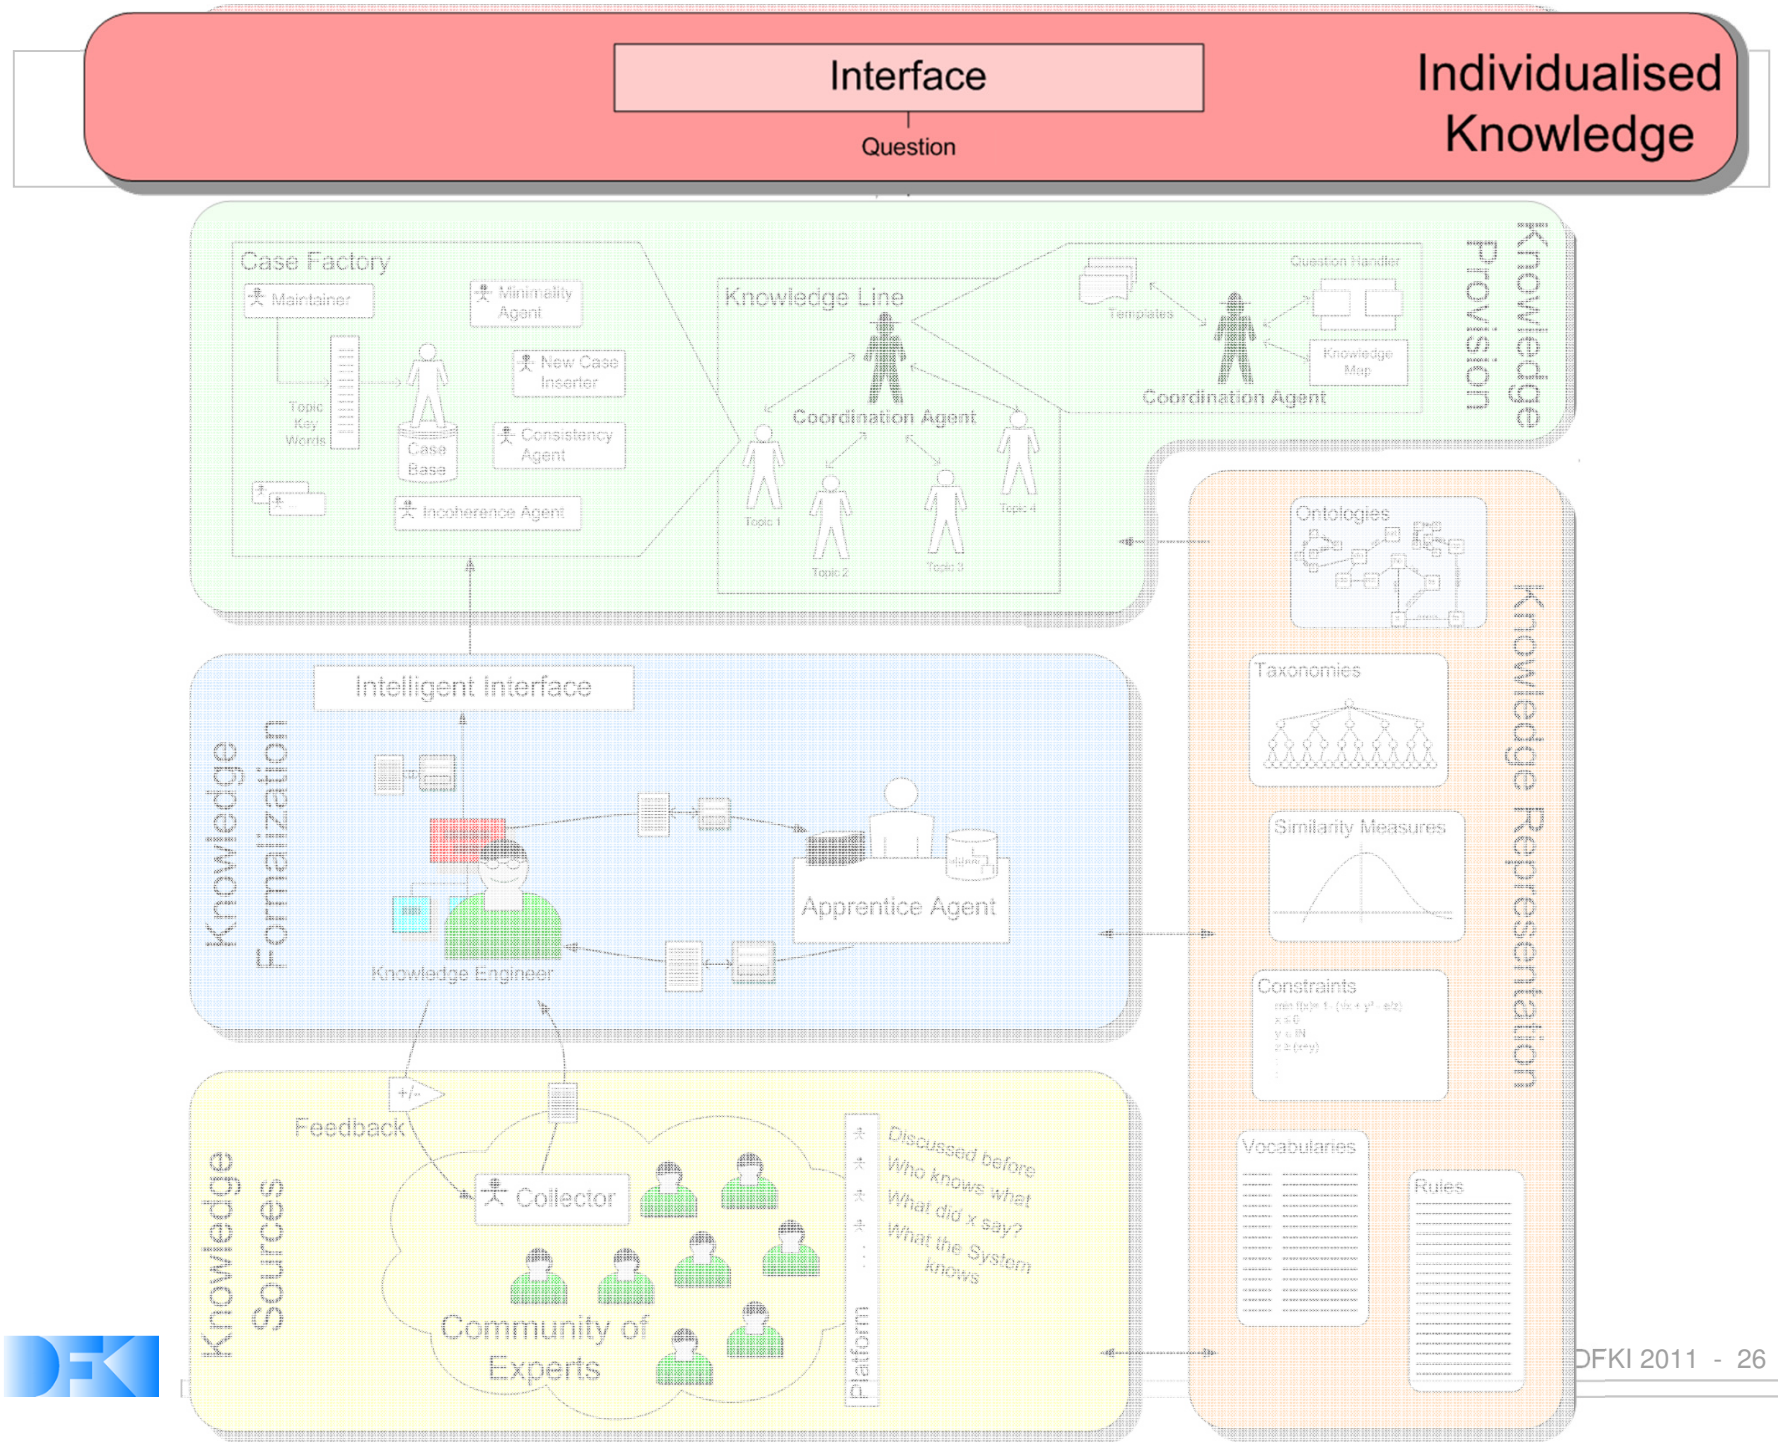 Interface
Question
Individualised
Knowledge
Case Factory
Maintainer
Minimality
Agent
New Case
Inserter
Topic
Key
Words
Case
Base
Consistency
Agent
Incoherence Agent
Knowledge Line
Coordination Agent
Topic 1
Topic 2
Topic 3
Topic 4
Templates
Question Handler
Knowledge
Map
Coordination Agent
Knowledge
Provision
Intelligent Interface
Knowledge
Formalization
Knowledge Engineer
Apprentice Agent
Ontologies
Taxonomies
Similarity Measures
Constraints
x ≤ 0
Vocabularies
Rules
Knowledge Representation
Knowledge
Sources
+/-
Feedback
Collector
Community of
Experts
Platform
Discussed before
Who knows what
What did x say?
What the System
knows
DFKI
DFKI 2011 - 26